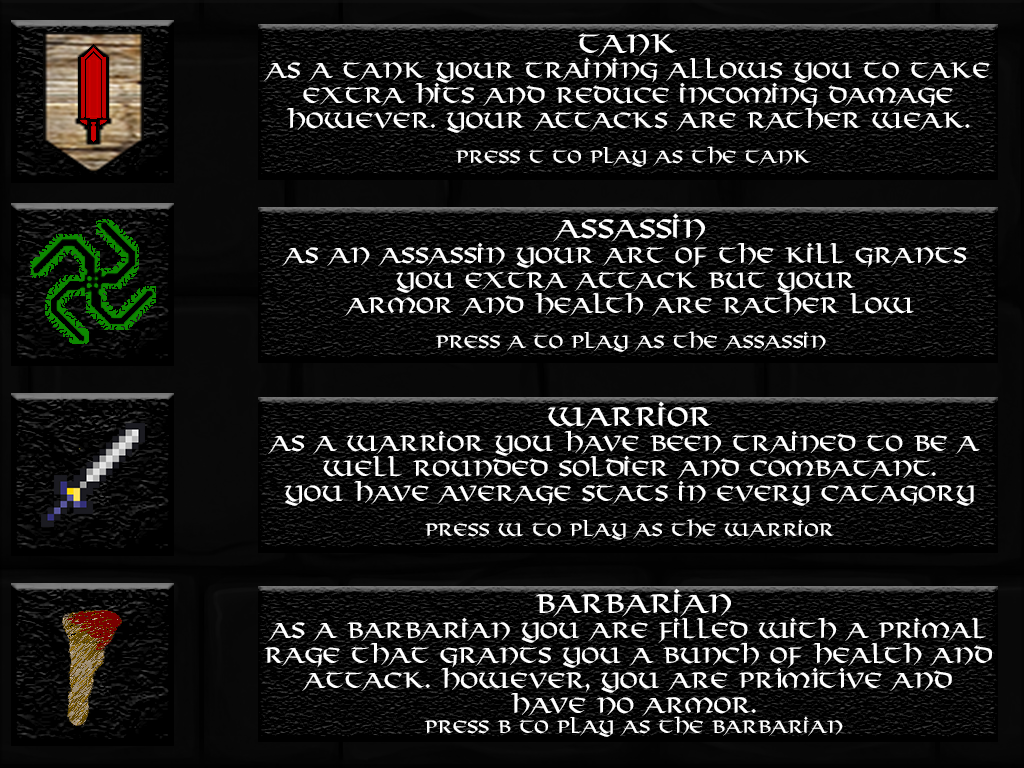 TANK
AS A TANK YOUR TRAINING ALLOWS YOU TO TAKE
EXTRA HITS AND REDUCE INCOMING DAMAGE
HOWEVER. YOUR ATTACKS ARE RATHER WEAK.
PRESS T TO PLAY AS THE TANK
ASSASSIN
AS AN ASSASSIN YOUR ART OF THE KILL GRANTS
YOU EXTRA ATTACK BUT YOUR
ARMOR AND HEALTH ARE RATHER LOW
PRESS A TO PLAY AS THE ASSASSIN
WARRIOR
AS A WARRIOR YOU HAVE BEEN TRAINED TO BE A
WELL ROUNDED SOLDIER AND COMBATANT.
YOU HAVE AVERAGE STATS IN EVERY CATAGORY
PRESS W TO PLAY AS THE WARRIOR
BARBARIAN
AS A BARBARIAN YOU ARE FILLED WITH A PRIMAL
RAGE THAT GRANTS YOU A BUNCH OF HEALTH AND
ATTACK. HOWEVER, YOU ARE PRIMITIVE AND
HAVE NO ARMOR.
PRESS B TO PLAY AS THE BARBARIAN